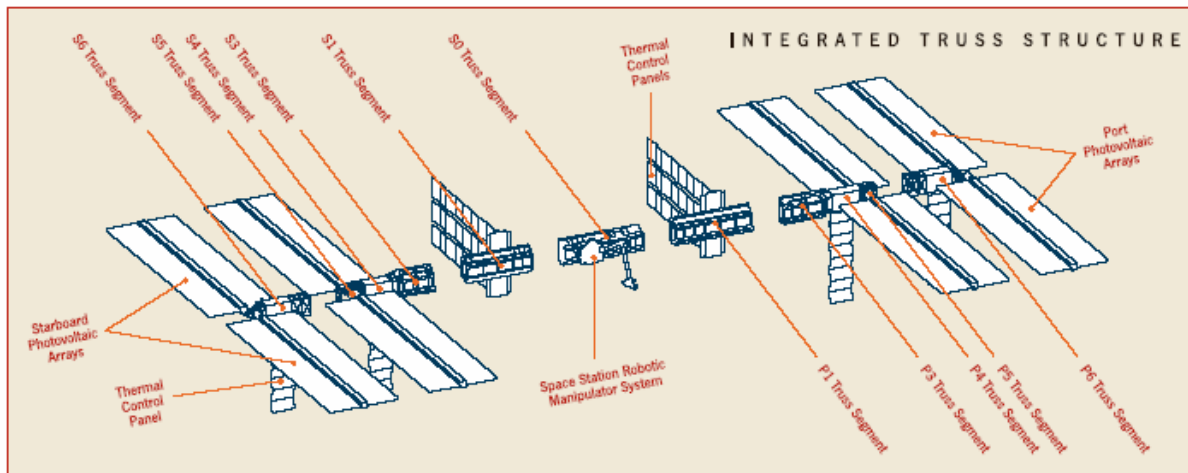 INTEGRATED TRUSS STRUCTURE
S6 Truss Segment
S5 Truss Segment
S4 Truss Segment
S3 Truss Segment
S1 Truss Segment
S0 Truss Segment
Thermal
Control
Panels
Port
Photovoltaic
Arrays
Starboard
Photovoltaic
Arrays
Thermal
Control
Panel
Space Station Robotic
Manipulator System
P1 Truss Segment
P3 Truss Segment
P4 Truss Segment
P5 Truss Segment
P6 Truss Segment